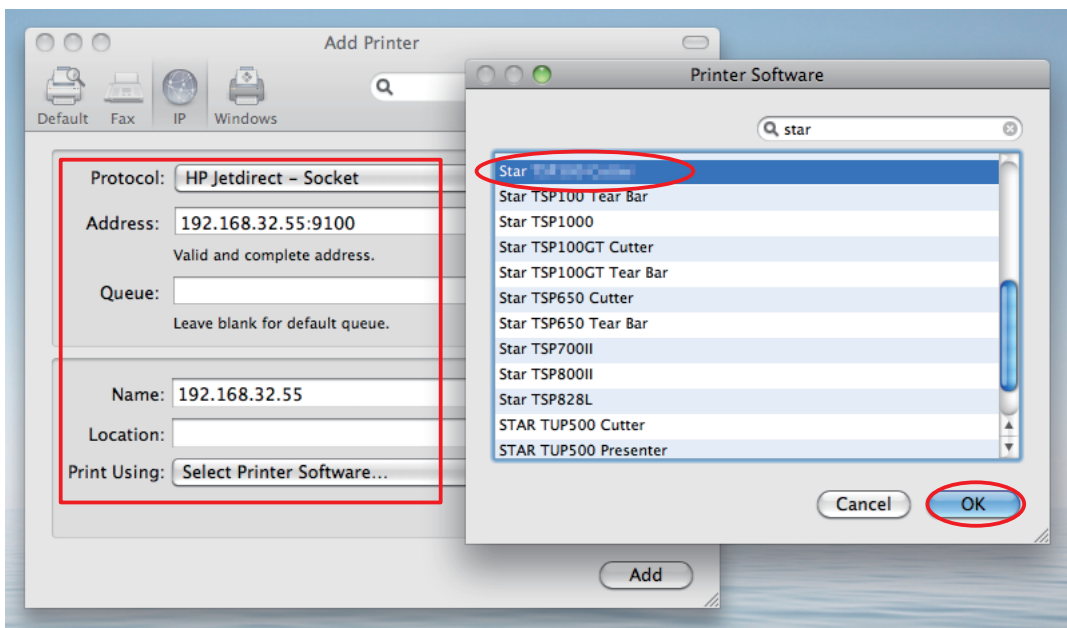 Add Printer
Default Fax IP Windows
Protocol: HP Jetdirect – Socket
Address: 192.168.32.55:9100
Valid and complete address.
Queue:
Leave blank for default queue.
Name: 192.168.32.55
Location:
Print Using: Select Printer Software...
Add
Printer Software
star
Star
Star TSP100 Tear Bar
Star TSP1000
Star TSP100GT Cutter
Star TSP100GT Tear Bar
Star TSP650 Cutter
Star TSP650 Tear Bar
Star TSP700II
Star TSP800II
Star TSP828L
STAR TUP500 Cutter
STAR TUP500 Presenter
Cancel OK